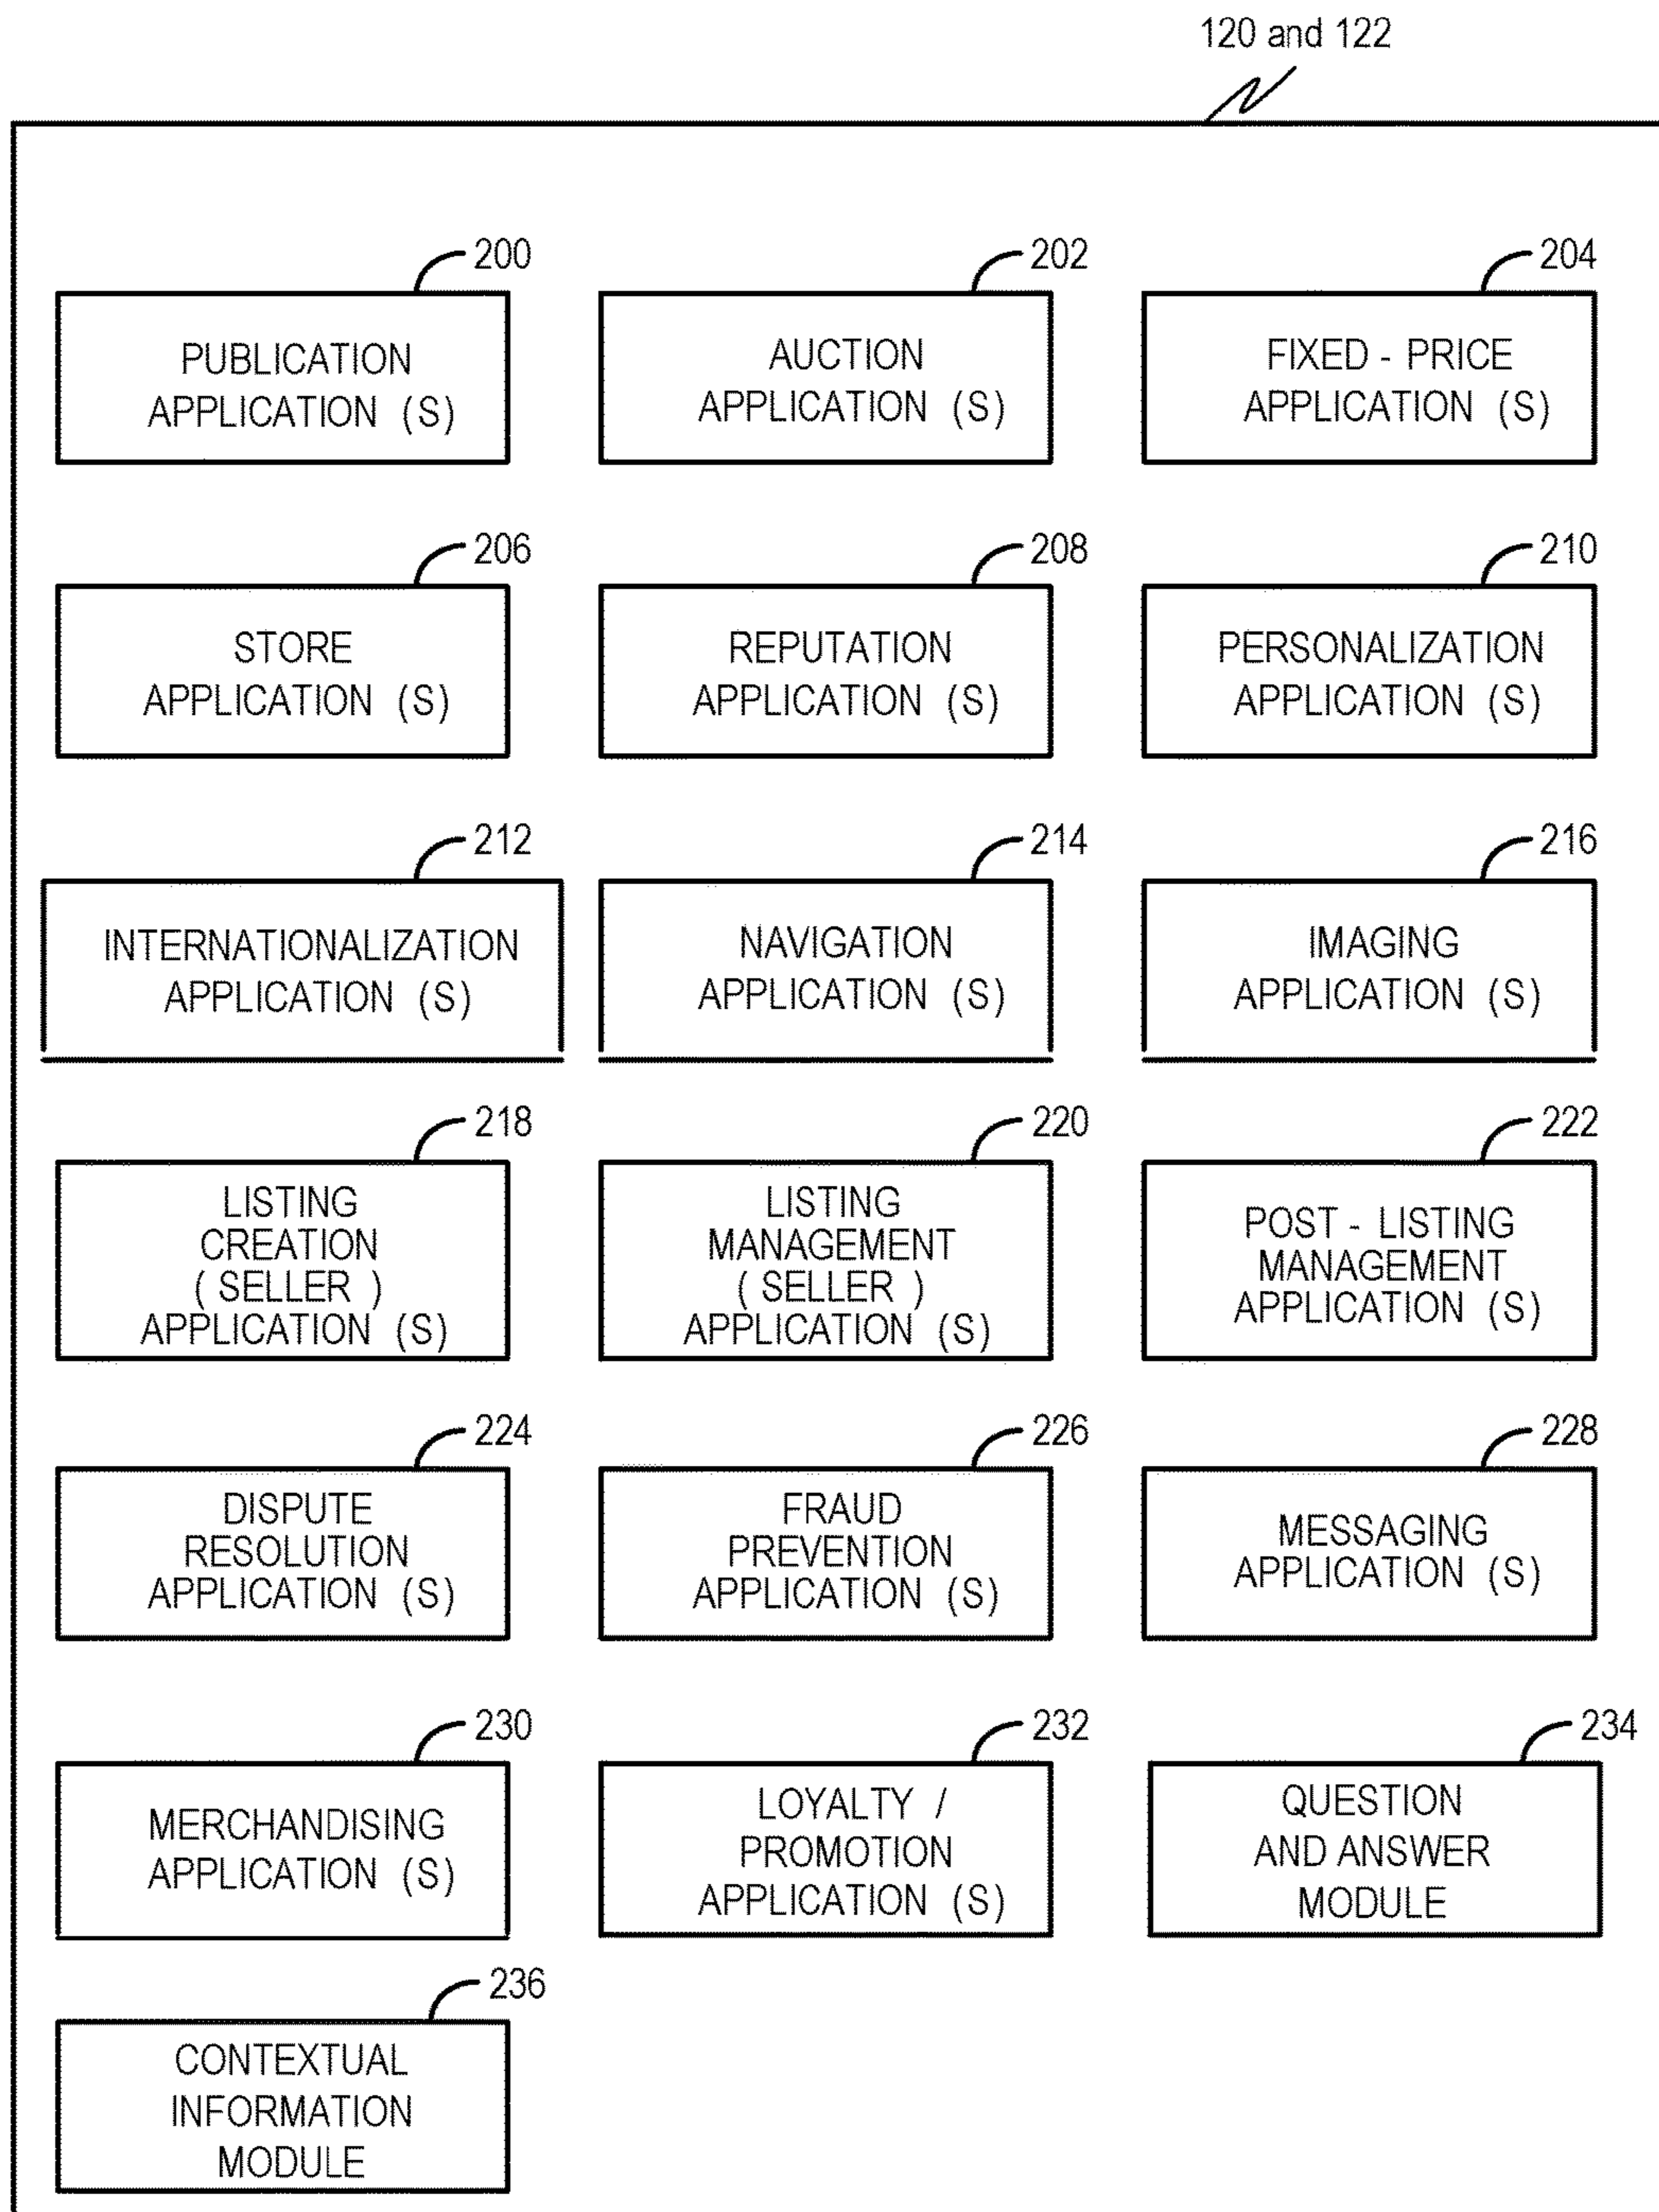 120 and 122
200
PUBLICATION
APPLICATION (S)
202
AUCTION
APPLICATION (S)
204
FIXED - PRICE
APPLICATION (S)
206
STORE
APPLICATION (S)
208
REPUTATION
APPLICATION (S)
210
PERSONALIZATION
APPLICATION (S)
212
INTERNATIONALIZATION
APPLICATION (S)
214
NAVIGATION
APPLICATION (S)
216
IMAGING
APPLICATION (S)
218
LISTING
CREATION
( SELLER )
APPLICATION (S)
220
LISTING
MANAGEMENT
( SELLER )
APPLICATION (S)
222
POST - LISTING
MANAGEMENT
APPLICATION (S)
224
DISPUTE
RESOLUTION
APPLICATION (S)
226
FRAUD
PREVENTION
APPLICATION (S)
228
MESSAGING
APPLICATION (S)
230
MERCHANDISING
APPLICATION (S)
232
LOYALTY /
PROMOTION
APPLICATION (S)
234
QUESTION
AND ANSWER
MODULE
236
CONTEXTUAL
INFORMATION
MODULE